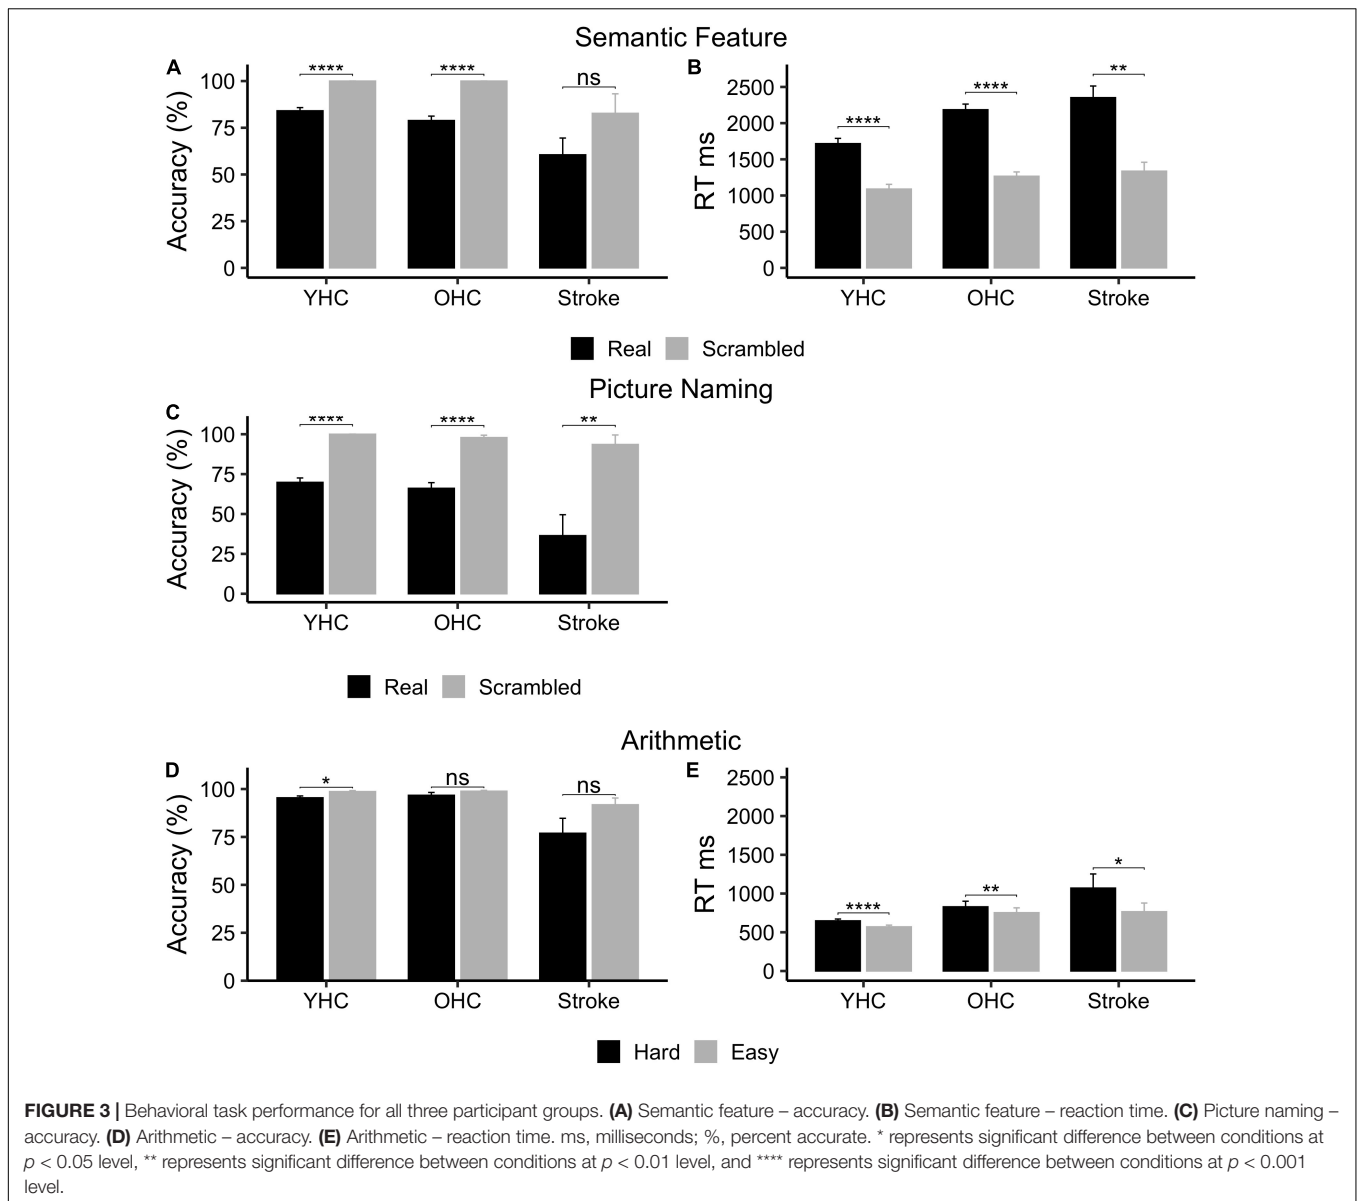 Semantic Feature
A
B
Accuracy (%)
100
75
50
25
0
****
****
ns
YHC
OHC
Stroke
RT ms
2500
2000
1500
1000
500
0
****
****
**
YHC
OHC
Stroke
Real
Scrambled
Picture Naming
C
Accuracy (%)
100
75
50
25
0
****
****
**
YHC
OHC
Stroke
Real
Scrambled
Arithmetic
D
E
Accuracy (%)
100
75
50
25
0
*
ns
ns
YHC
OHC
Stroke
RT ms
2500
2000
1500
1000
500
0
****
**
*
YHC
OHC
Stroke
Hard
Easy
FIGURE 3 | Behavioral task performance for all three participant groups. (A) Semantic feature – accuracy. (B) Semantic feature – reaction time. (C) Picture naming –
accuracy. (D) Arithmetic – accuracy. (E) Arithmetic – reaction time. ms, milliseconds; %, percent accurate. * represents significant difference between conditions at
p < 0.05 level, ** represents significant difference between conditions at p < 0.01 level, and **** represents significant difference between conditions at p < 0.001
level.